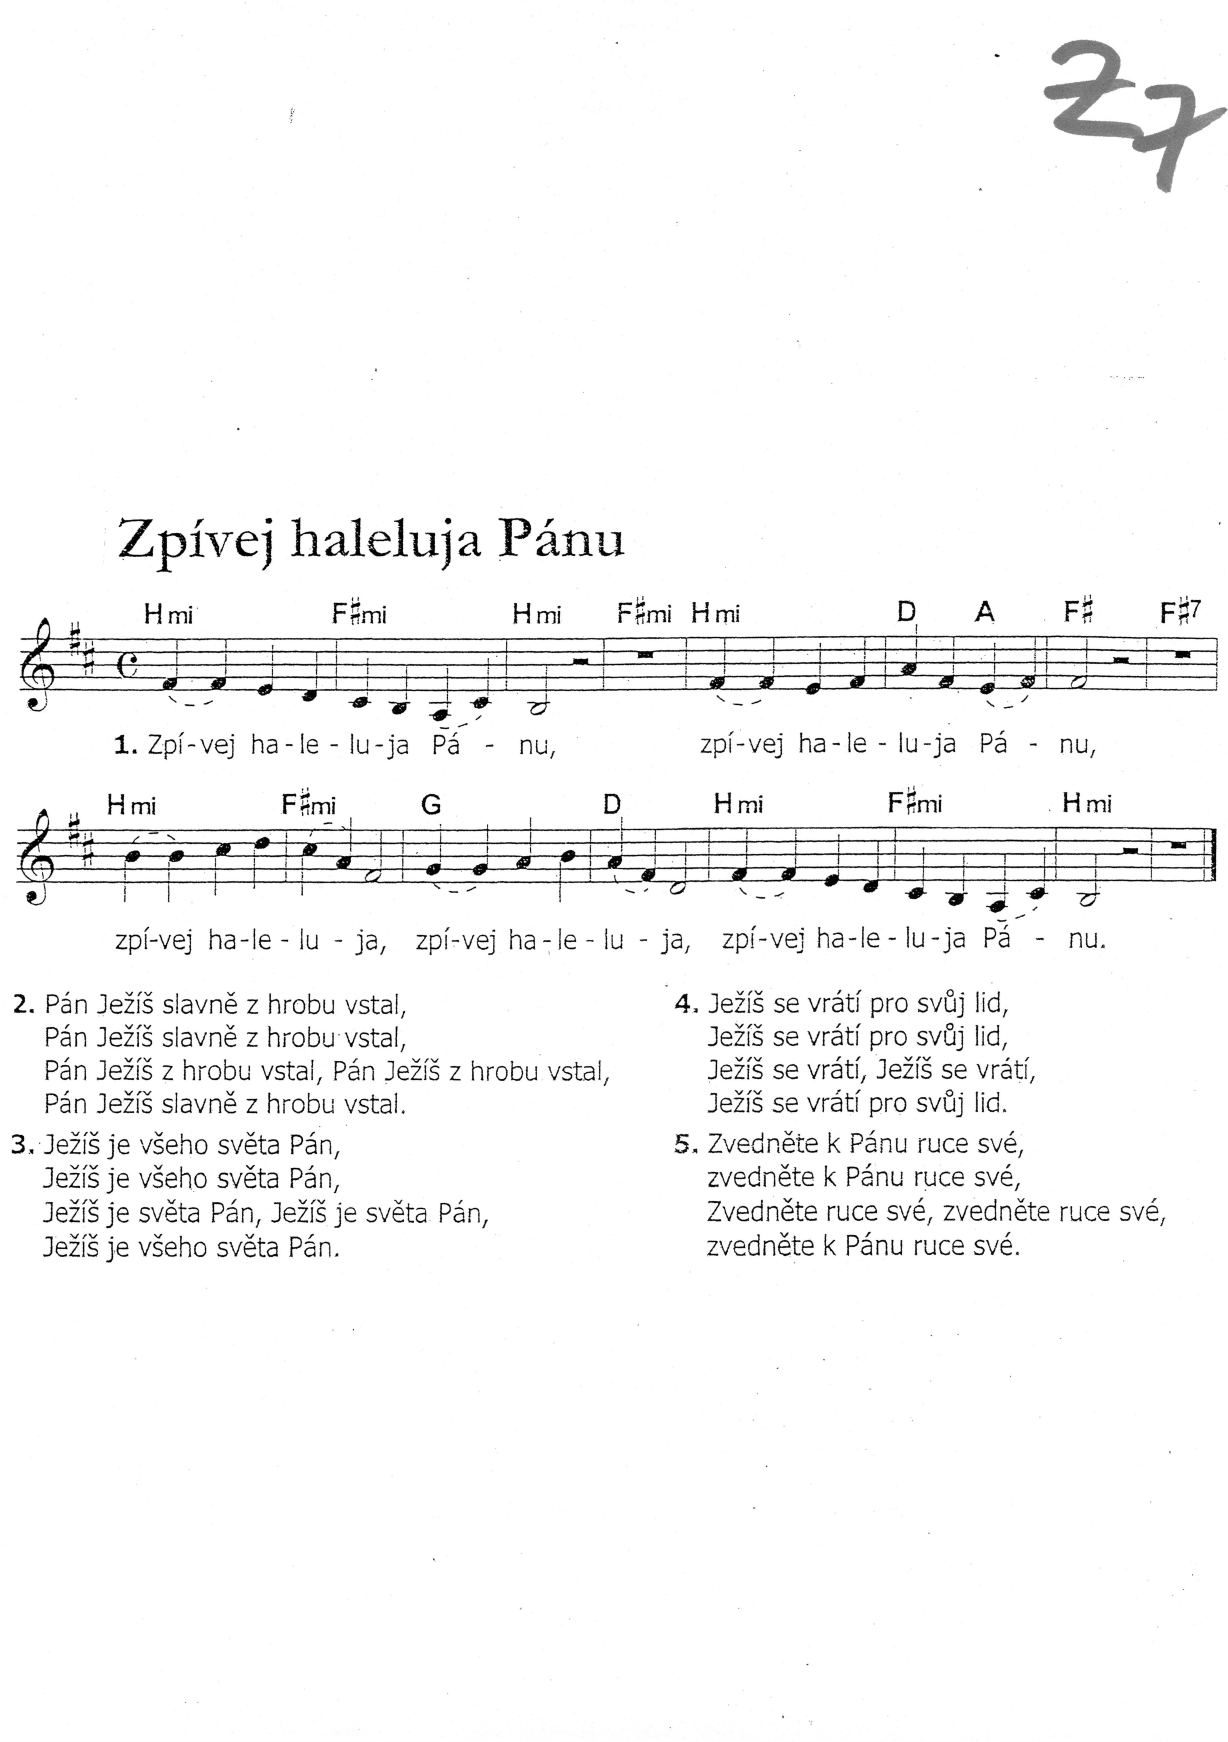 Z7
Zpívej haleluja Pánu
Hmi F#mi Hmi F#mi Hmi D A F# F#7
1. Zpí-vej ha-le-lu-ja Pá - nu, zpí-vej ha-le-lu-ja Pá - nu,
Hmi F#mi G D Hmi F#mi Hmi
zpí-vej ha-le-lu - ja, zpí-vej ha-le-lu - ja, zpí-vej ha-le-lu-ja Pá - nu.
2. Pán Ježíš slavně z hrobu vstal,
Pán Ježíš slavně z hrobu vstal,
Pán Ježíš z hrobu vstal, Pán Ježíš z hrobu vstal,
Pán Ježíš slavně z hrobu vstal.
3. Ježíš je všeho světa Pán,
Ježíš je všeho světa Pán,
Ježíš je světa Pán, Ježíš je světa Pán,
Ježíš je všeho světa Pán.
4. Ježíš se vrátí pro svůj lid,
Ježíš se vrátí pro svůj lid,
Ježíš se vrátí, Ježíš se vrátí,
Ježíš se vrátí pro svůj lid.
5. Zvedněte k Pánu ruce své,
zvedněte k Pánu ruce své,
Zvedněte ruce své, zvedněte ruce své,
zvedněte k Pánu ruce své.